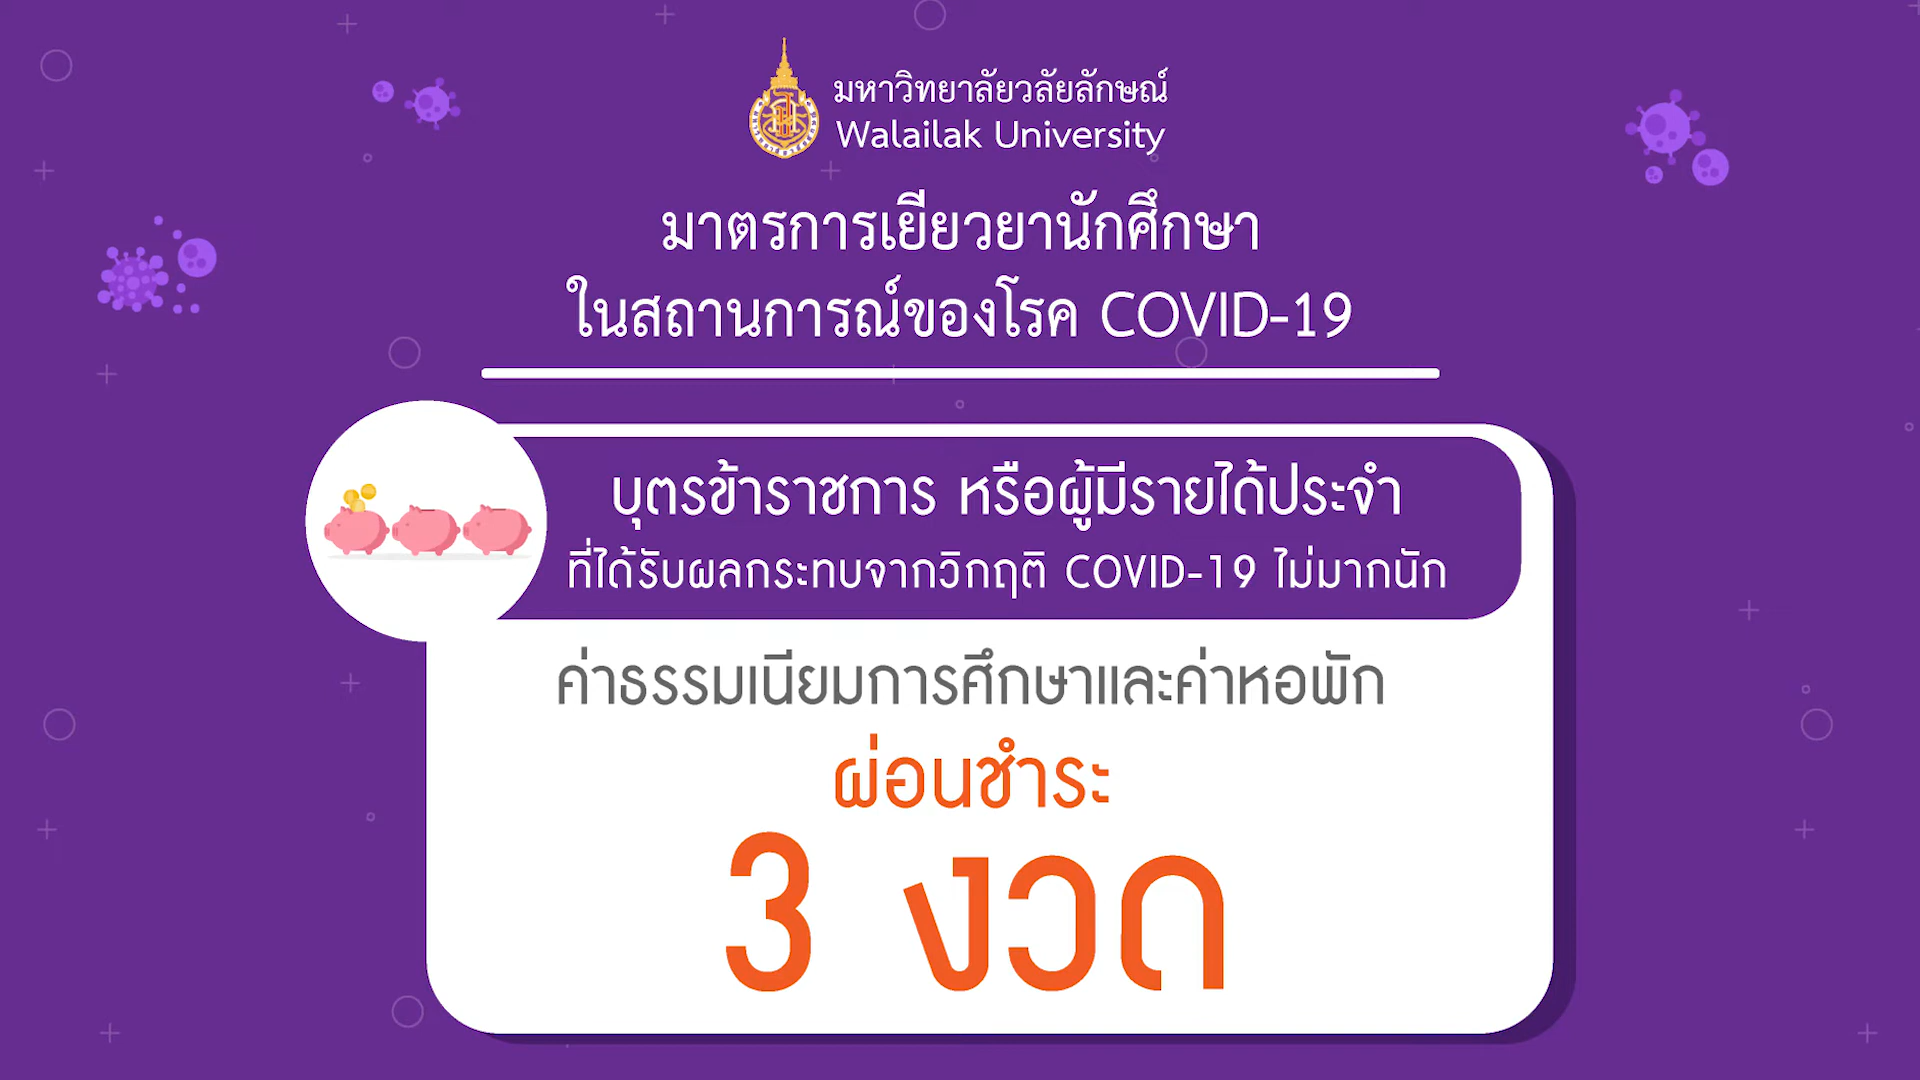 มหาวิทยาลัยวลัยลักษณ์
Walailak University
มาตรการเยียวยานักศึกษา
ในสถานการณ์ของโรค COVID-19
บุตรข้าราชการ หรือผู้มีรายได้ประจำ
ที่ได้รับผลกระทบจากวิกฤติ COVID-19 ไม่มากนัก
ค่าธรรมเนียมการศึกษาและค่าหอพัก
ผ่อนชำระ
3 งวด